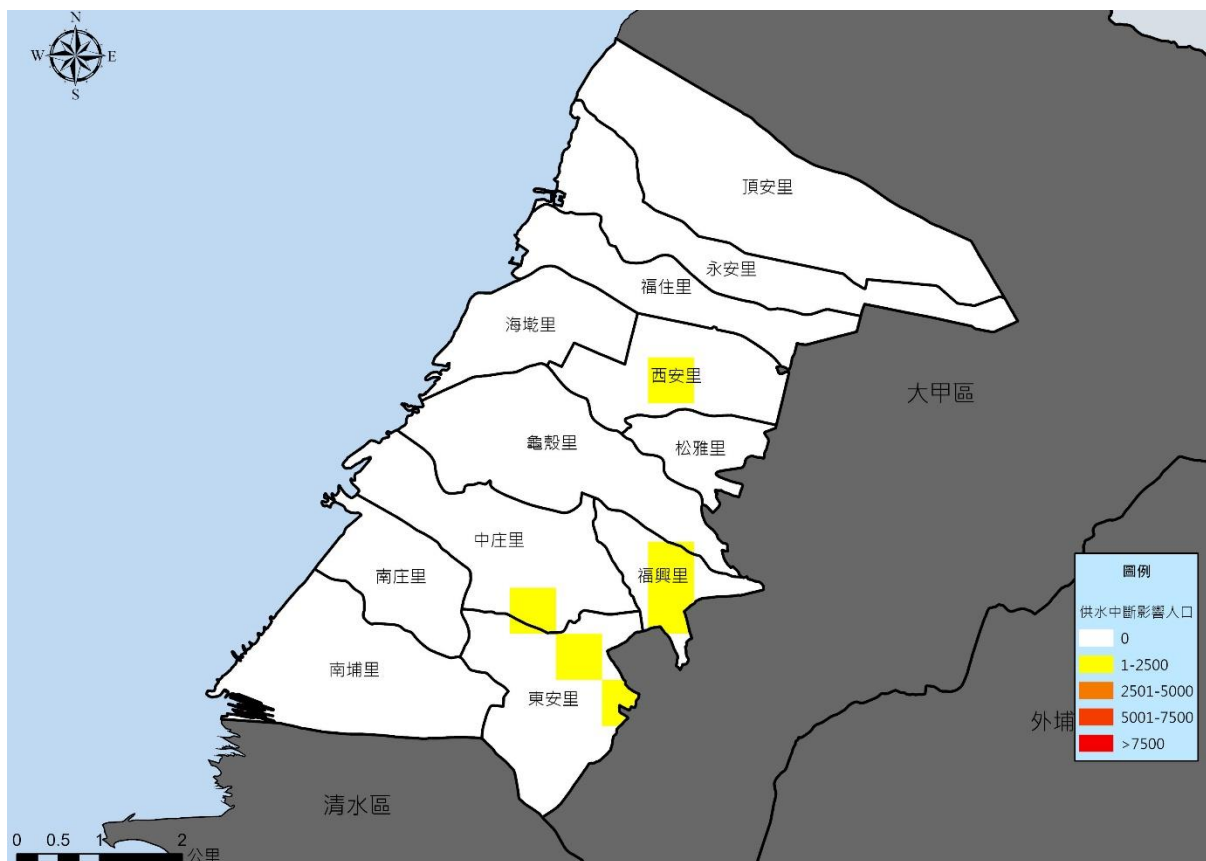 N
W E
S
頂安里
永安里
福住里
海墘里
西安里
大甲區
龜殼里
松雅里
中庄里
福興里
南庄里
南埔里
東安里
外埔
清水區
圖例
供水中斷影響人口
0
1-2500
2501-5000
5001-7500
>7500
0 0.5 1 2
公里